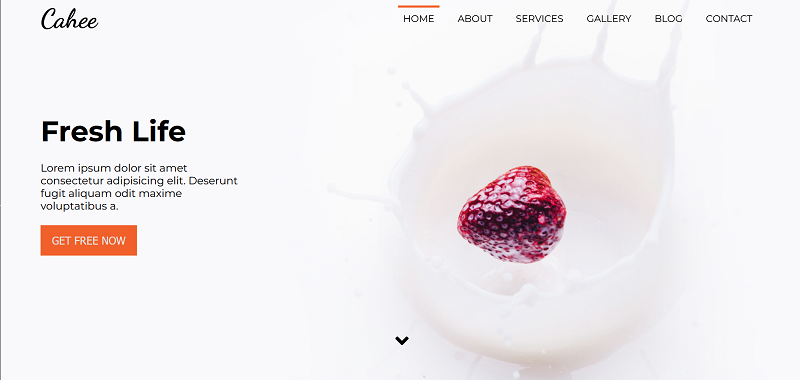 Cahee
HOME ABOUT SERVICES GALLERY BLOG CONTACT
Fresh Life
Lorem ipsum dolor sit amet
consectetur adipisicing elit. Deserunt
fugit aliquam odit maxime
voluptatibus a.
GET FREE NOW